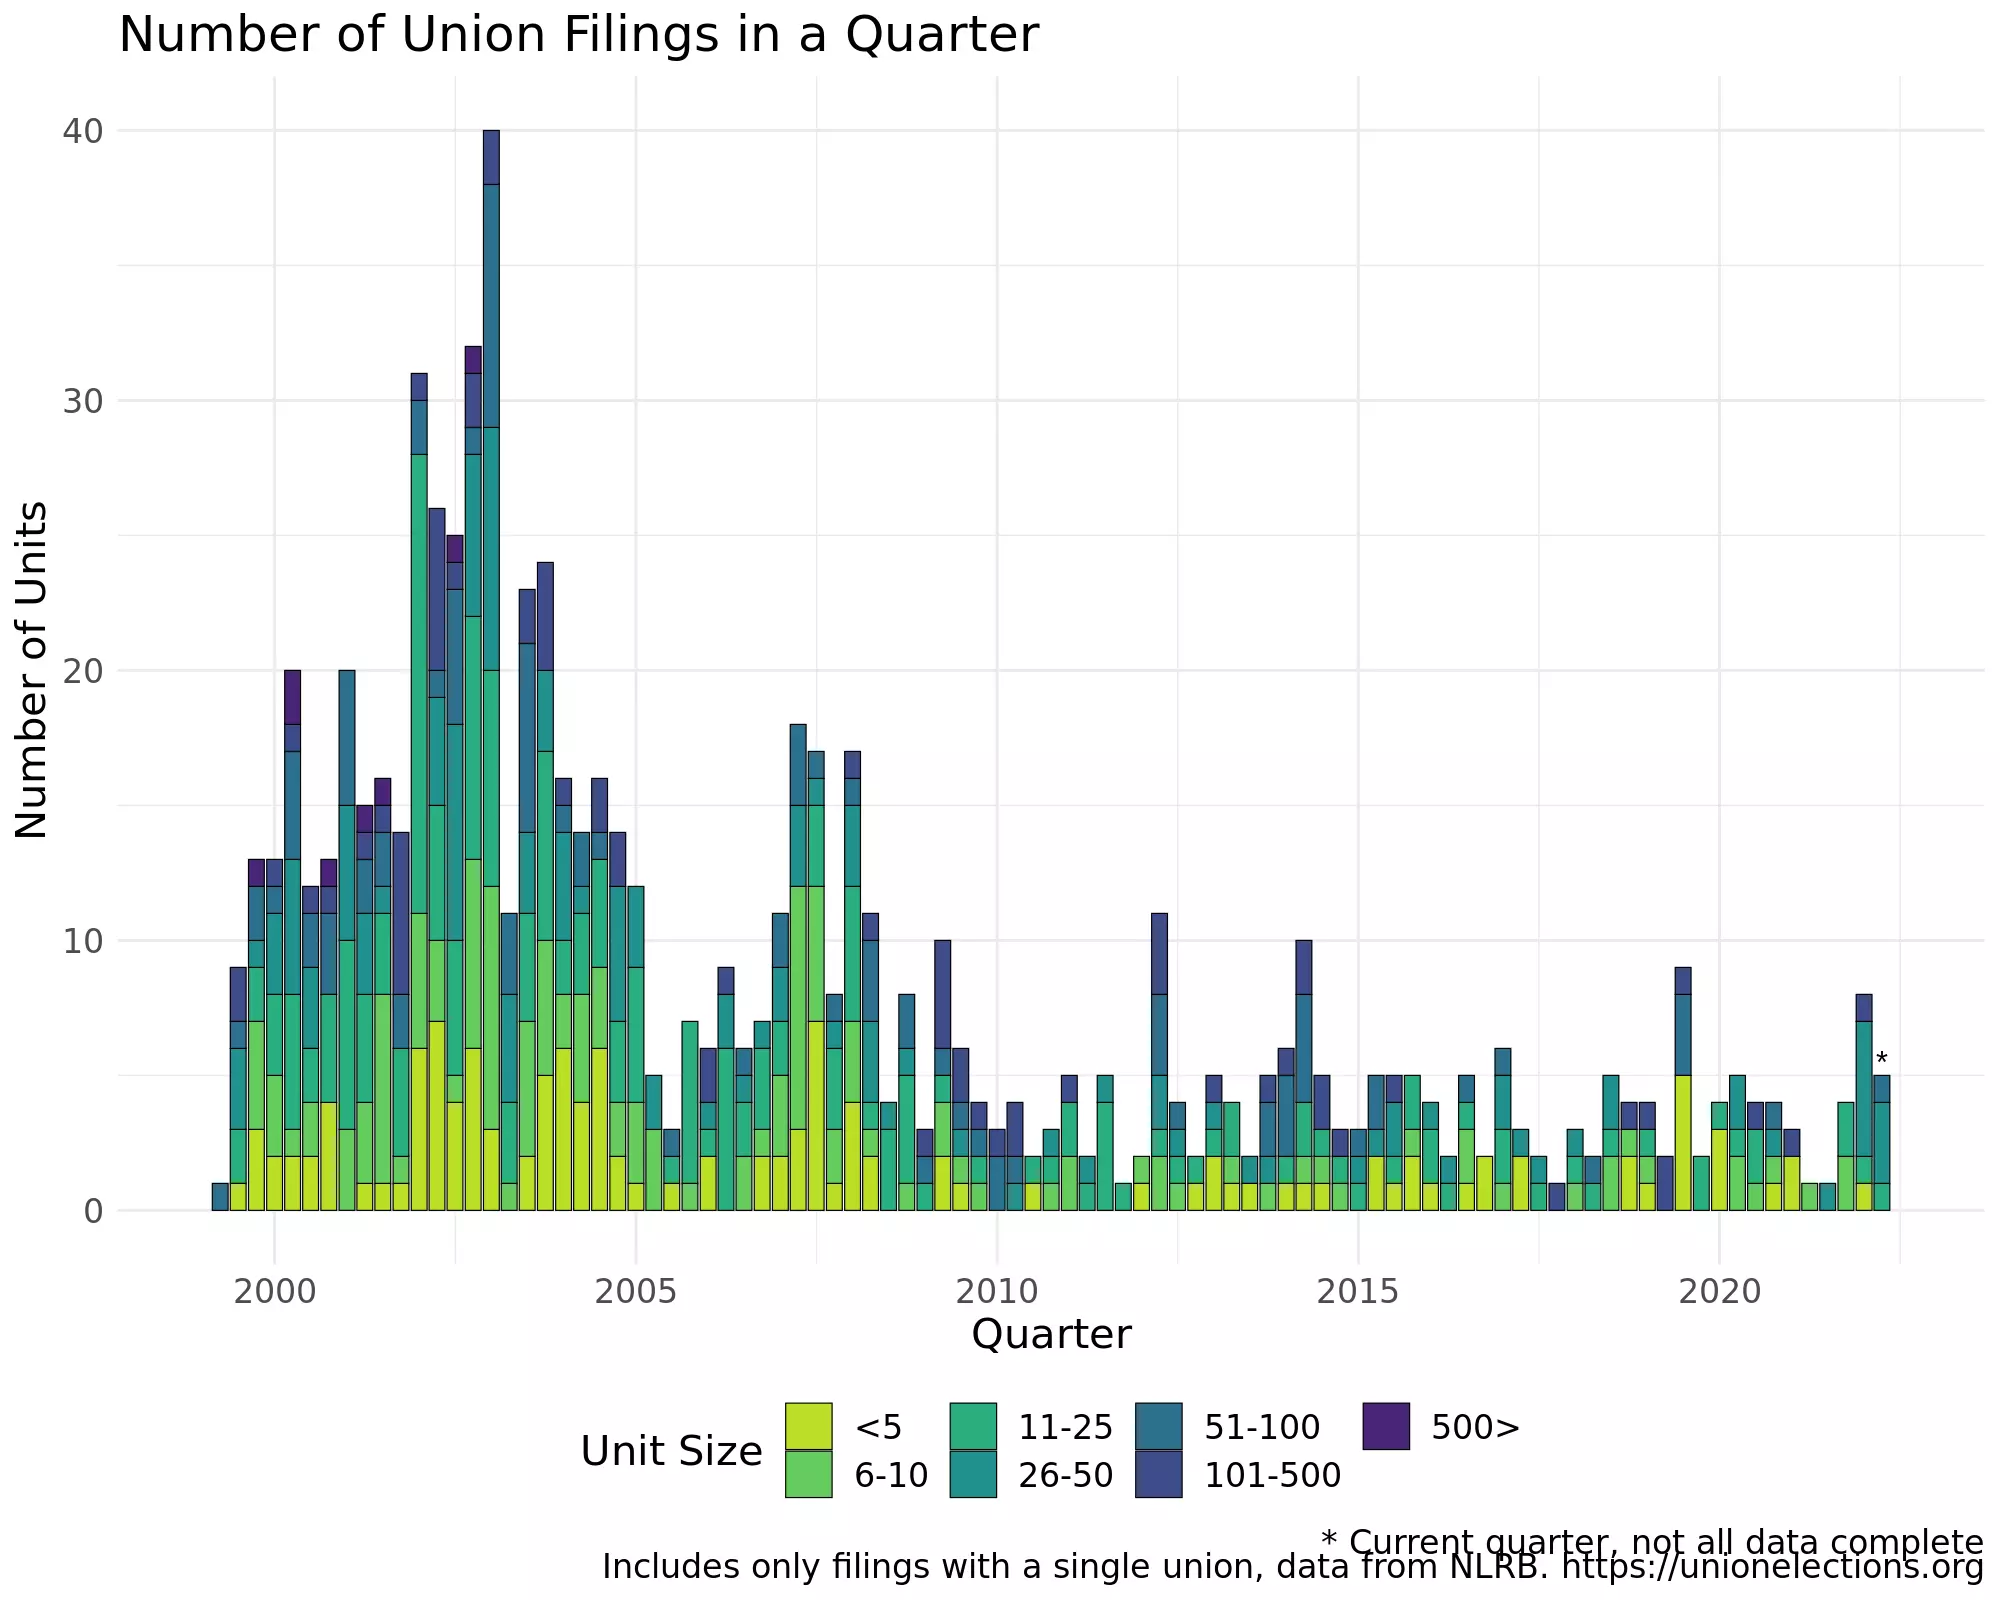 Number of Union Filings in a Quarter
Number of Units
40
30
20
10
0
*
2000 2005 2010 2015 2020
Quarter
Unit Size
<5 11-25 51-100 500>
6-10 26-50 101-500
* Current quarter, not all data complete
Includes only filings with a single union, data from NLRB. https://unionelections.org